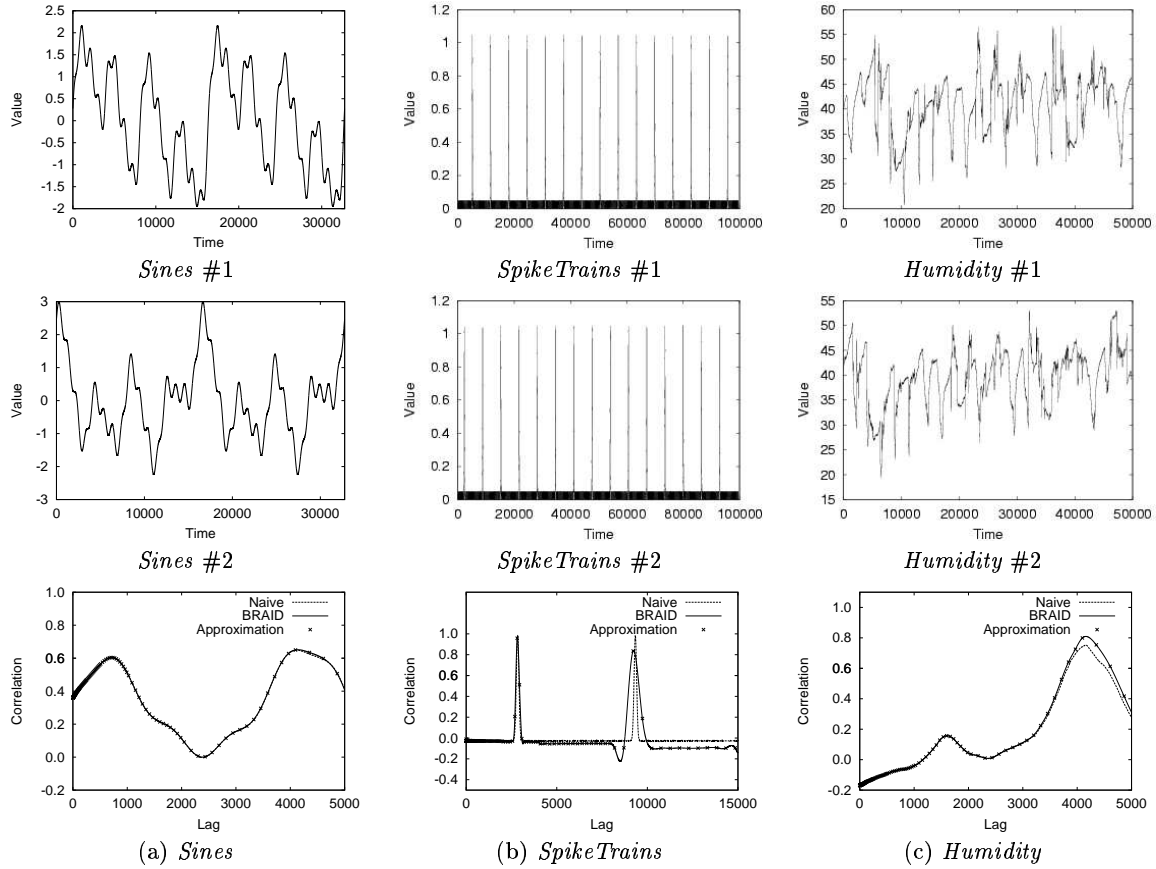 2.5
2
1.5
1
0.5
0
-0.5
-1
-1.5
-2
Value
0 10000 20000 30000
Time
Sines #1
1.2
1
0.8
0.6
0.4
0.2
0
Value
0 20000 40000 60000 80000 100000
Time
SpikeTrains #1
60
55
50
45
40
35
30
25
20
Value
0 10000 20000 30000 40000 50000
Time
Humidity #1
3
2
1
0
-1
-2
-3
Value
0 10000 20000 30000
Time
Sines #2
1.2
1
0.8
0.6
0.4
0.2
0
Value
0 20000 40000 60000 80000 100000
Time
SpikeTrains #2
55
50
45
40
35
30
25
20
15
Value
0 10000 20000 30000 40000 50000
Time
Humidity #2
1.0
0.8
0.6
0.4
0.2
0.0
-0.2
Correlation
Naive
BRAID
Approximation
0 1000 2000 3000 4000 5000
Lag
(a) Sines
1.0
0.8
0.6
0.4
0.2
0.0
-0.2
-0.4
Correlation
Naive
BRAID
Approximation
0 5000 10000 15000
Lag
(b) SpikeTrains
1.0
0.8
0.6
0.4
0.2
0.0
-0.2
Correlation
Naive
BRAID
Approximation
0 1000 2000 3000 4000 5000
Lag
(c) Humidity